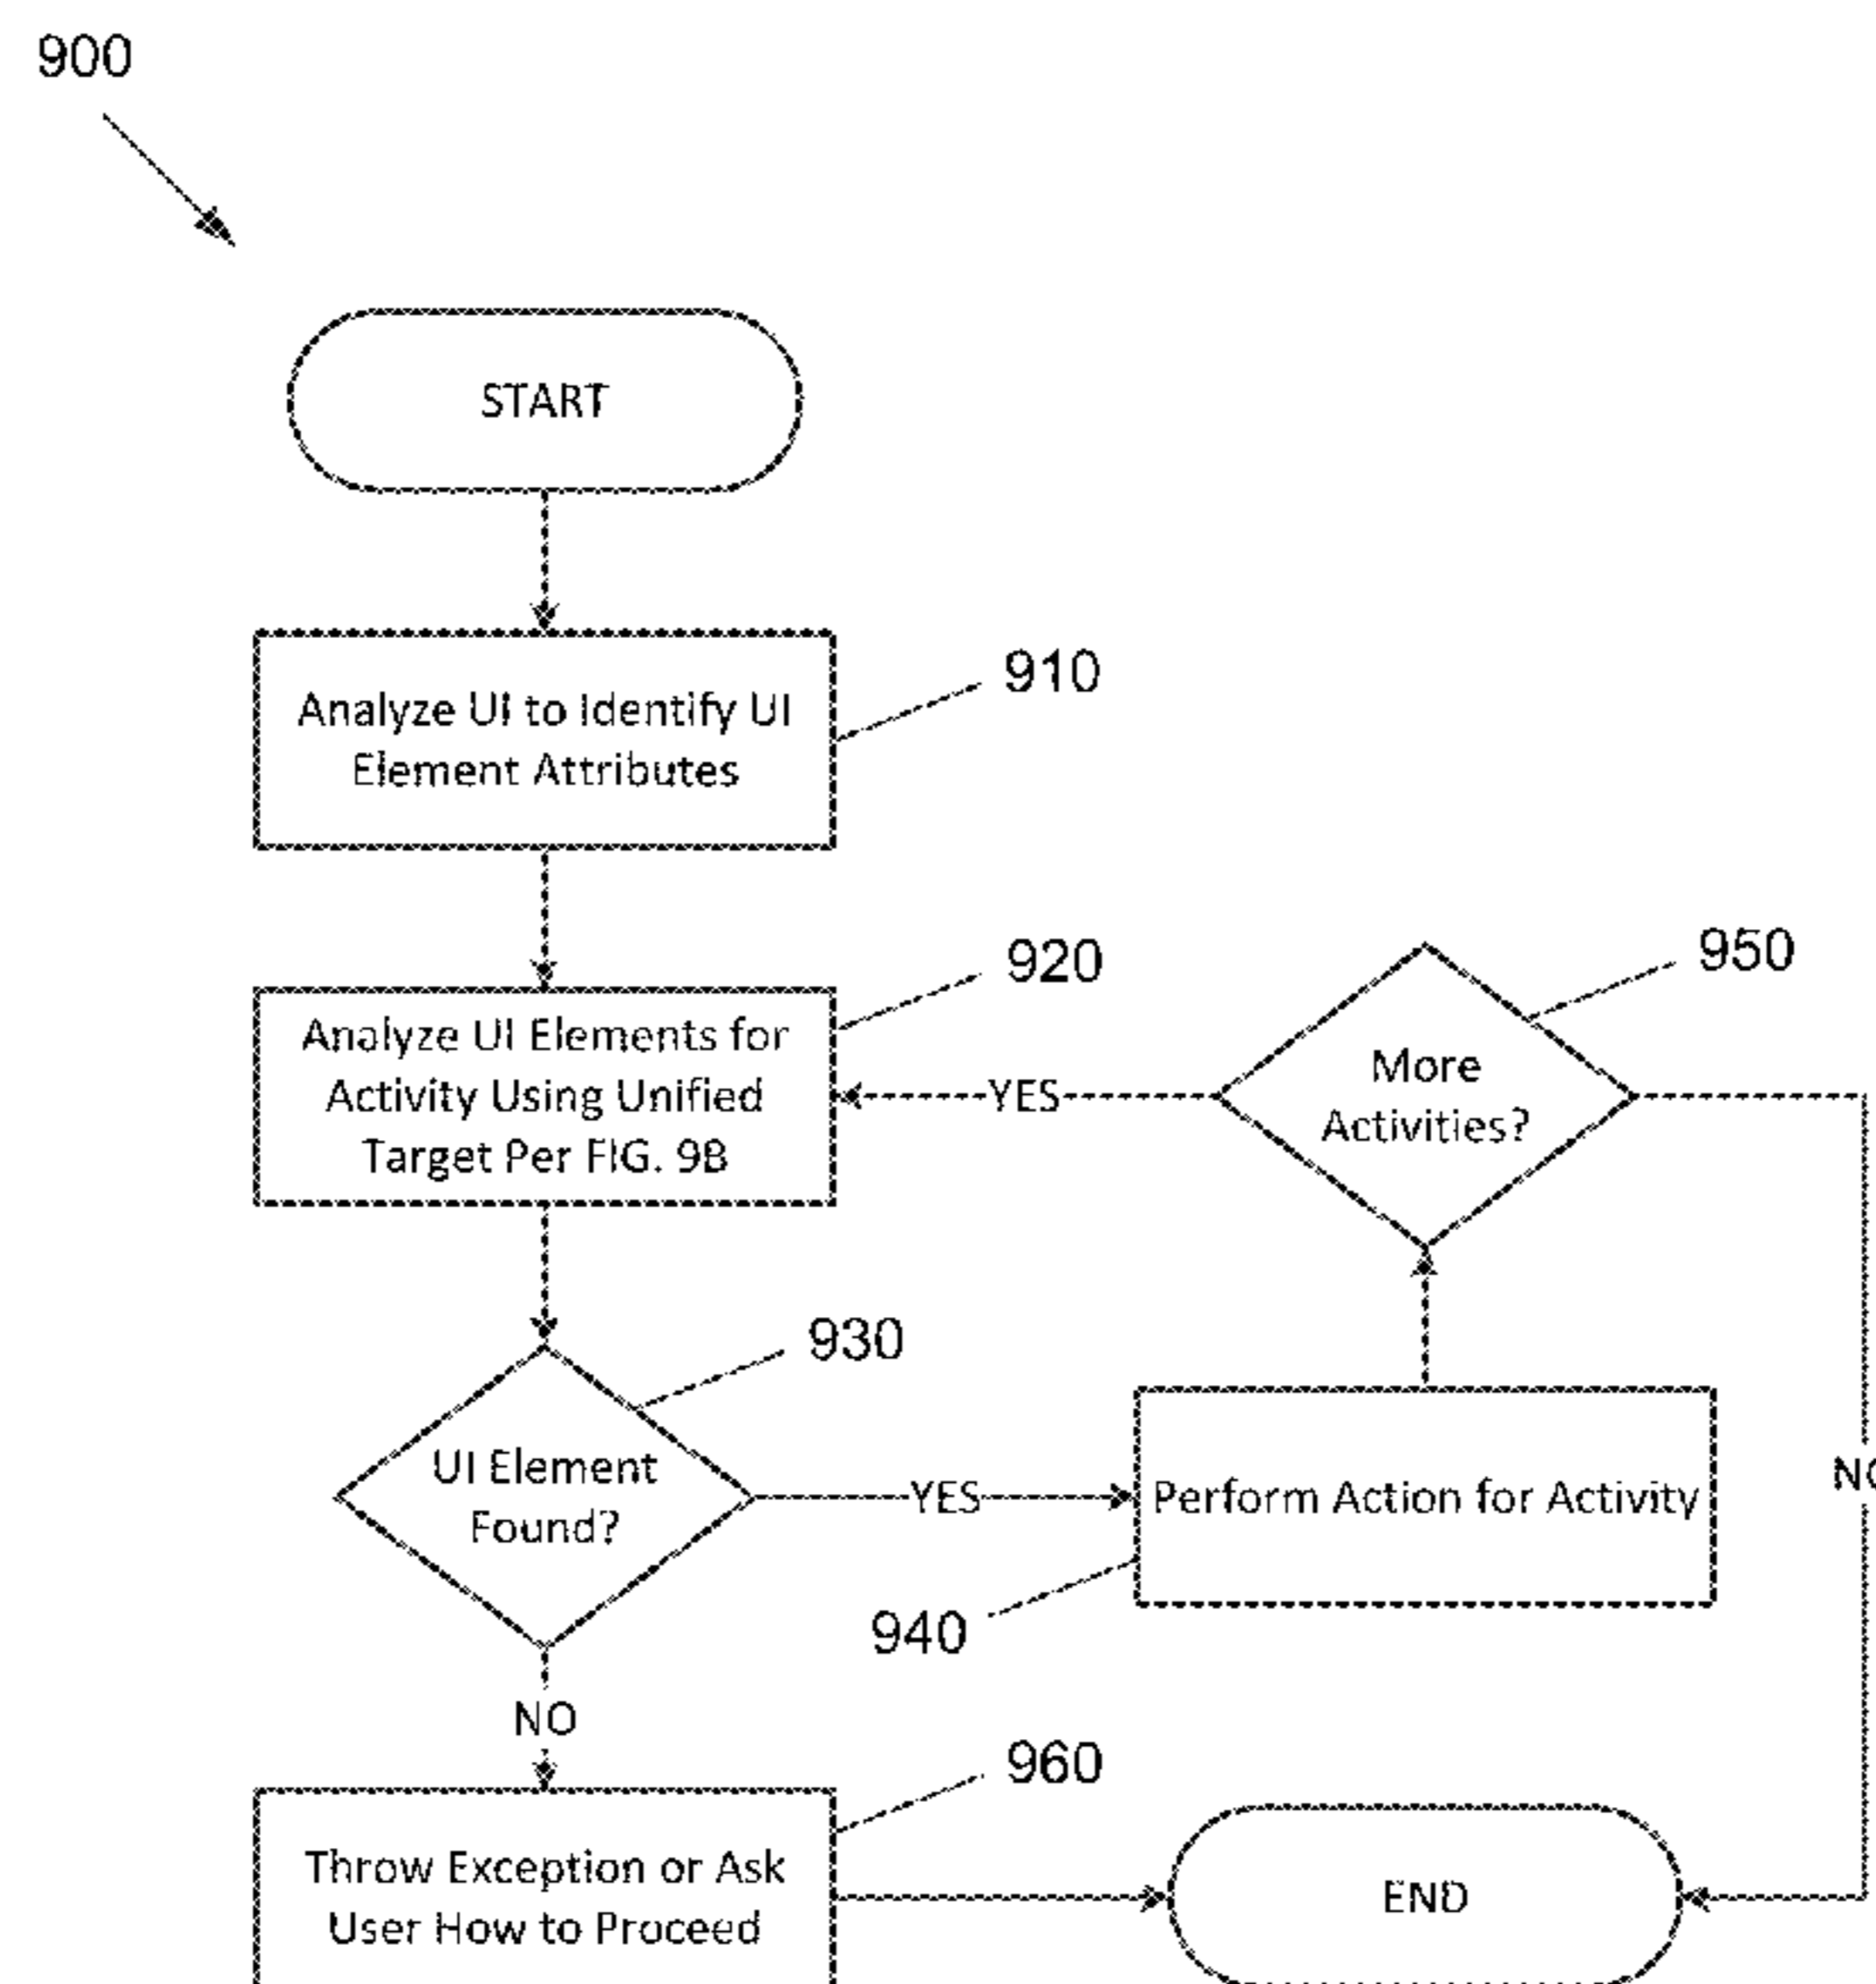 900
START
Analyze UI to Identify UI
Element Attributes
910
Analyze UI Elements for
Activity Using Unified
Target Per FIG. 9B
920
YES
More
Activities?
950
UI Element
Found?
930
YES
Perform Action for Activity
940
NO
NO
Throw Exception or Ask
User How to Proceed
960
END